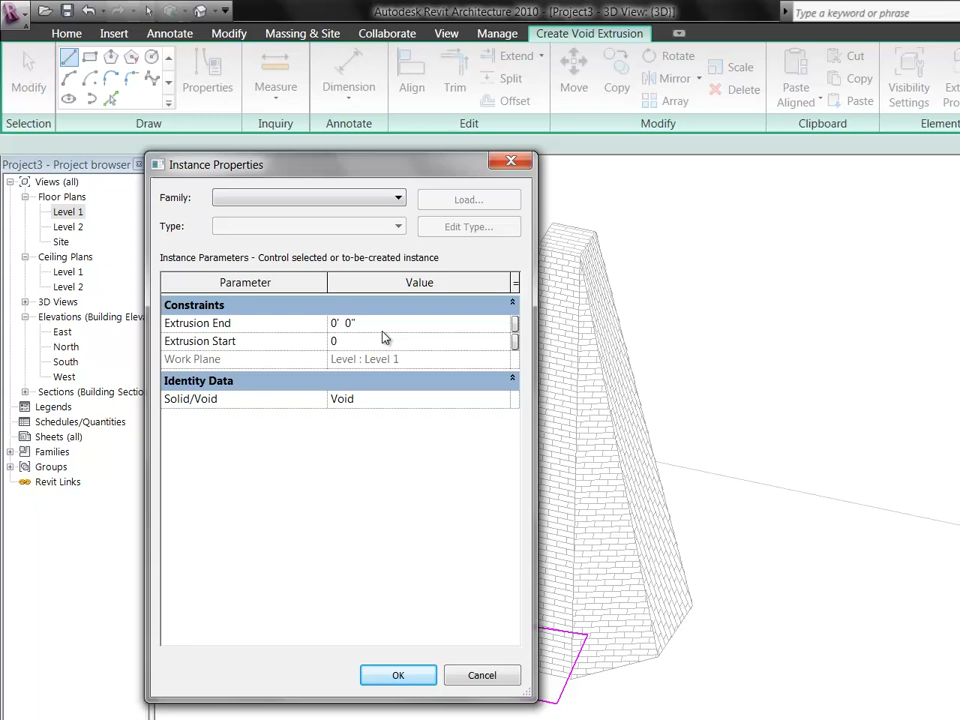 Autodesk Revit Architecture 2010 - [Project3 - 3D View: {3D}]
Type a keyword or phrase
Home Insert Annotate Modify Massing & Site Collaborate View Manage Create Void Extrusion
Modify
Properties
Measure
Dimension
Align
Trim
Extend
Split
Offset
Move
Copy
Rotate
Mirror
Array
Scale
Delete
Paste
Aligned
Cut
Copy
Paste
Visibility
Settings
Selection Draw Inquiry Annotate Edit Modify Clipboard
Project3 - Project browser
Views (all)
Floor Plans
Level 1
Level 2
Site
Ceiling Plans
Level 1
Level 2
3D Views
Elevations (Building Elev
East
North
South
West
Sections (Building Sectio
Legends
Schedules/Quantities
Sheets (all)
Families
Groups
Revit Links
Instance Properties
Family:
Load...
Type:
Edit Type...
Instance Parameters - Control selected or to-be-created instance
Parameter Value =
Constraints
Extrusion End 0' 0"
Extrusion Start 0
Work Plane Level : Level 1
Identity Data
Solid/Void Void
OK Cancel